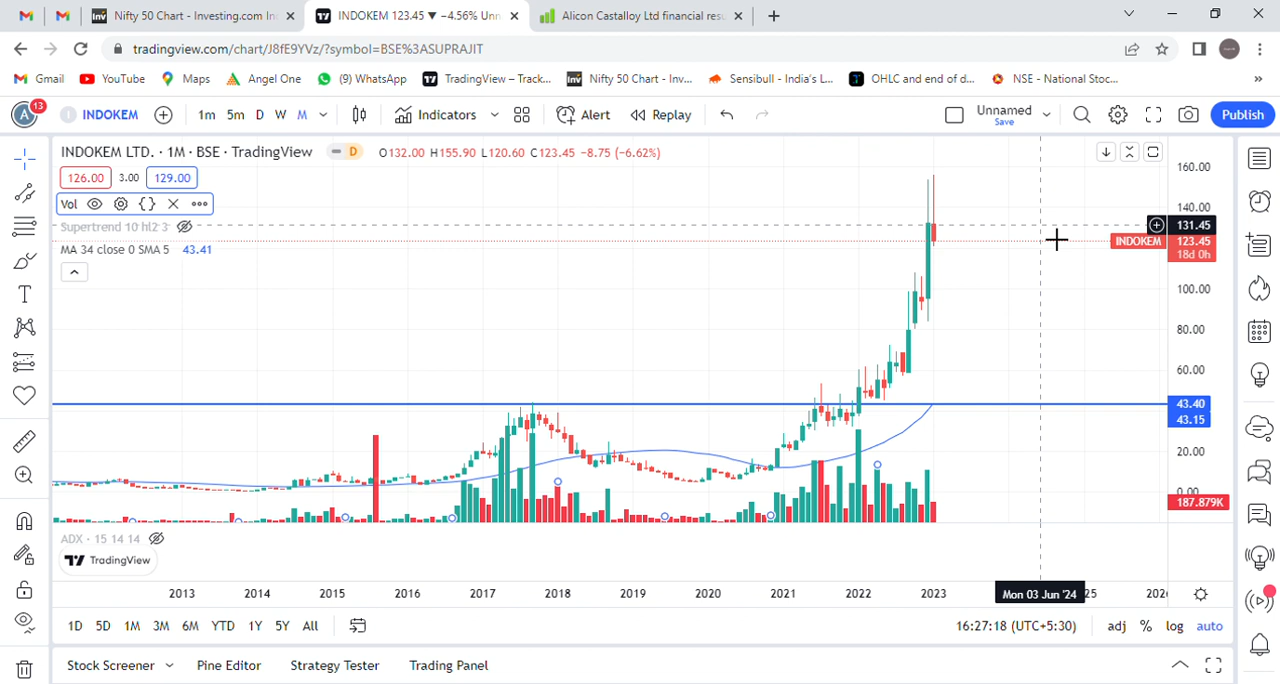 Nifty 50 Chart - Investing.com In
INDOKEM 123.45 ▼ −4.56% Unn
Alicon Castalloy Ltd financial res
tradingview.com/chart/J8fE9YVz/?symbol=BSE%3ASUPRAJIT
Gmail YouTube Maps Angel One (9) WhatsApp TradingView – Track... Nifty 50 Chart - Inv... Sensibull - India's L... OHLC and end of d... NSE - National Stoc... »
A 13 INDOKEM 1m 5m D W M Indicators Alert Replay Unnamed Save Publish
INDOKEM LTD. · 1M · BSE · TradingView D O132.00 H155.90 L120.60 C123.45 −8.75 (−6.62%)
126.00 3.00 129.00
Vol
Supertrend 10 hl2 3
MA 34 close 0 SMA 5 43.41
160.00
140.00
131.45
INDOKEM 123.45
18d 0h
100.00
80.00
60.00
43.40
43.15
20.00
0.00
187.879K
ADX - 15 14 14
TradingView
2013 2014 2015 2016 2017 2018 2019 2020 2021 2022 2023 Mon 03 Jun '24 25 202
1D 5D 1M 3M 6M YTD 1Y 5Y All 16:27:18 (UTC+5:30) adj % log auto
Stock Screener Pine Editor Strategy Tester Trading Panel